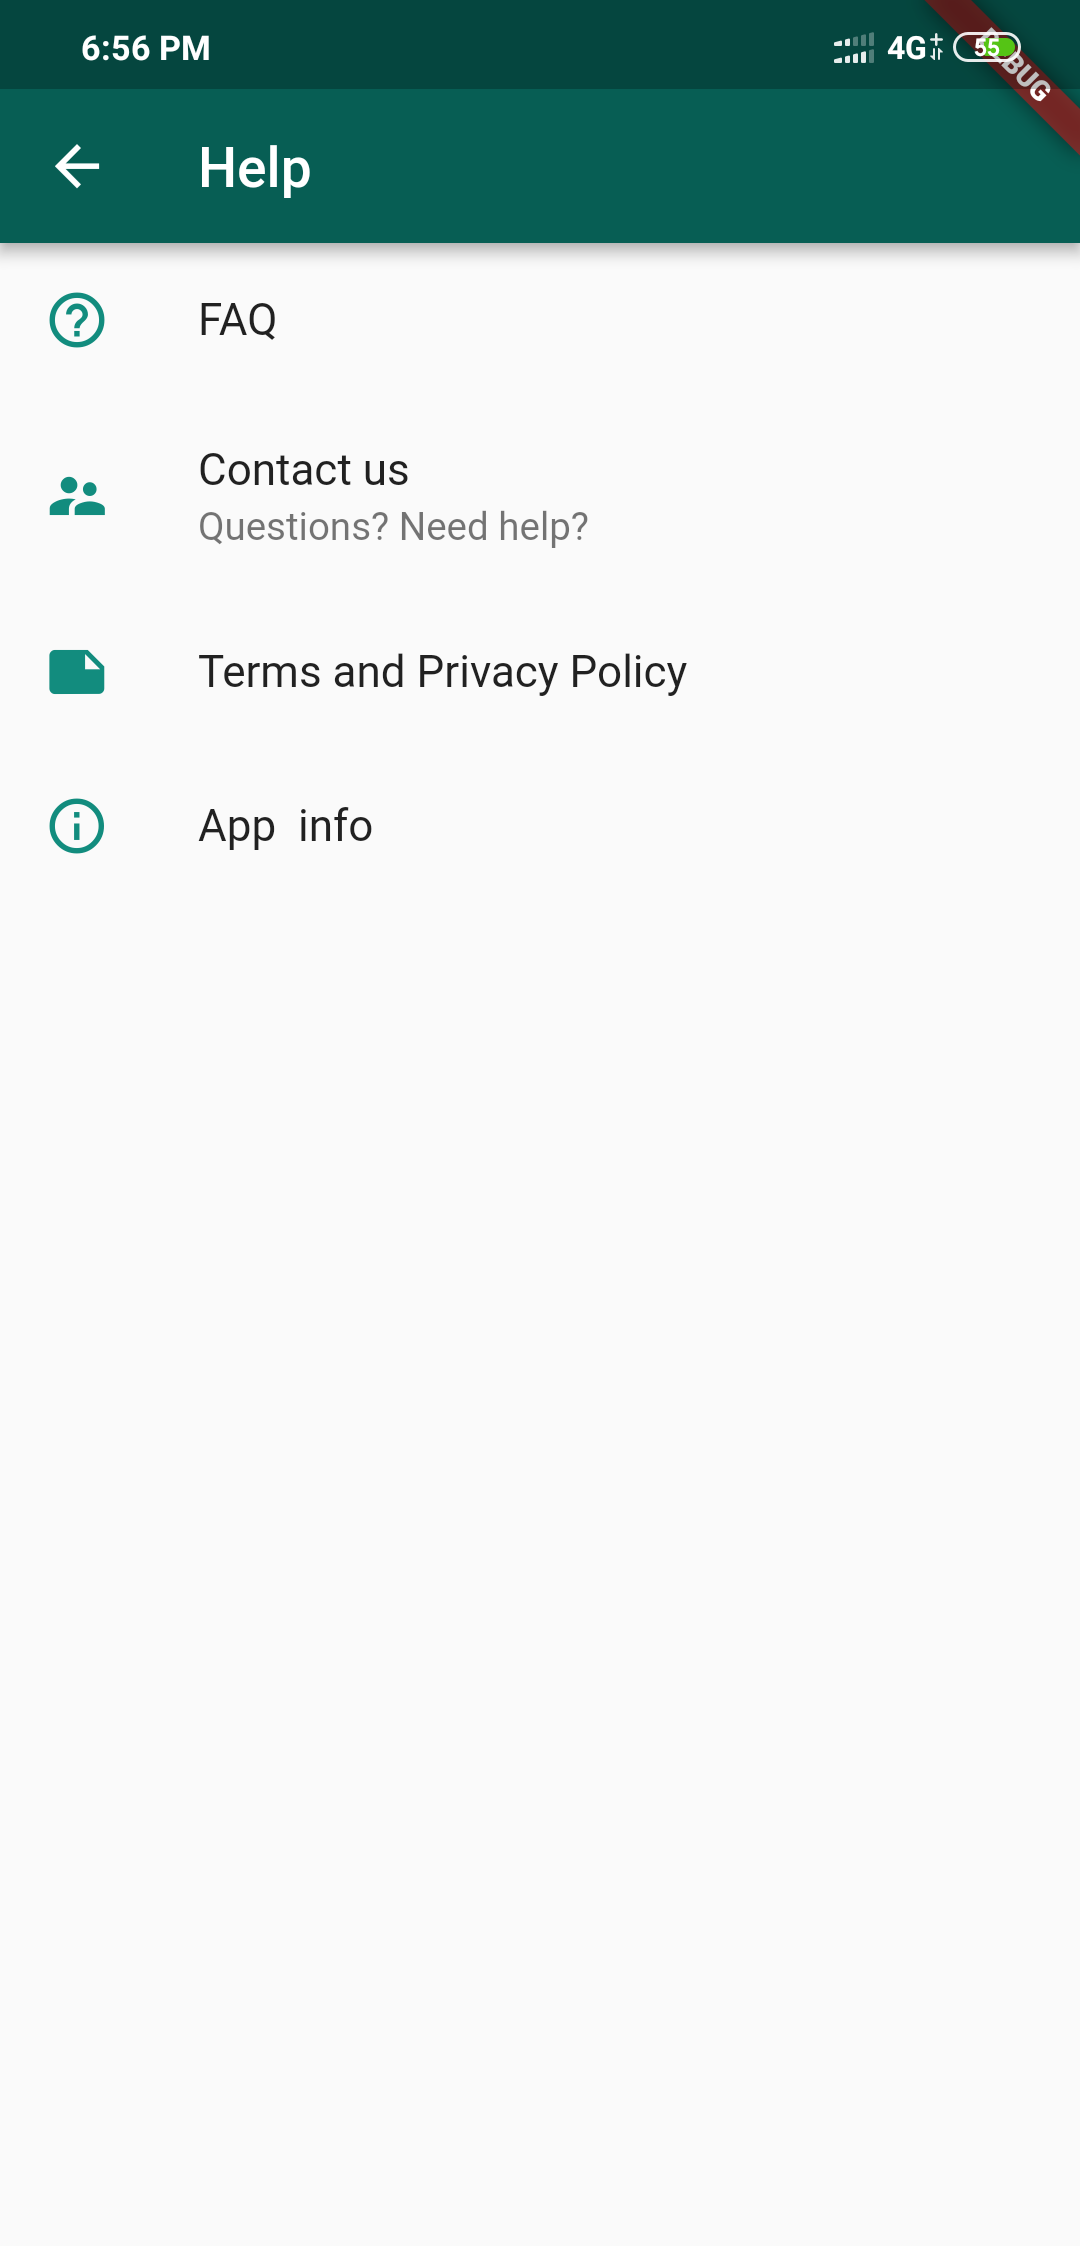 6:56 PM
4G+
55
DEBUG
Help
FAQ
Contact us
Questions? Need help?
Terms and Privacy Policy
App  info